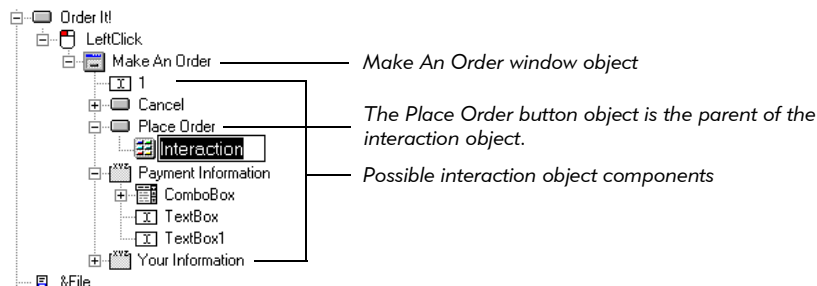 Order It!
LeftClick
Make An Order
Make An Order window object
1
Cancel
Place Order
The Place Order button object is the parent of the
interaction object.
Interaction
Payment Information
Possible interaction object components
ComboBox
TextBox
TextBox1
Your Information
&File